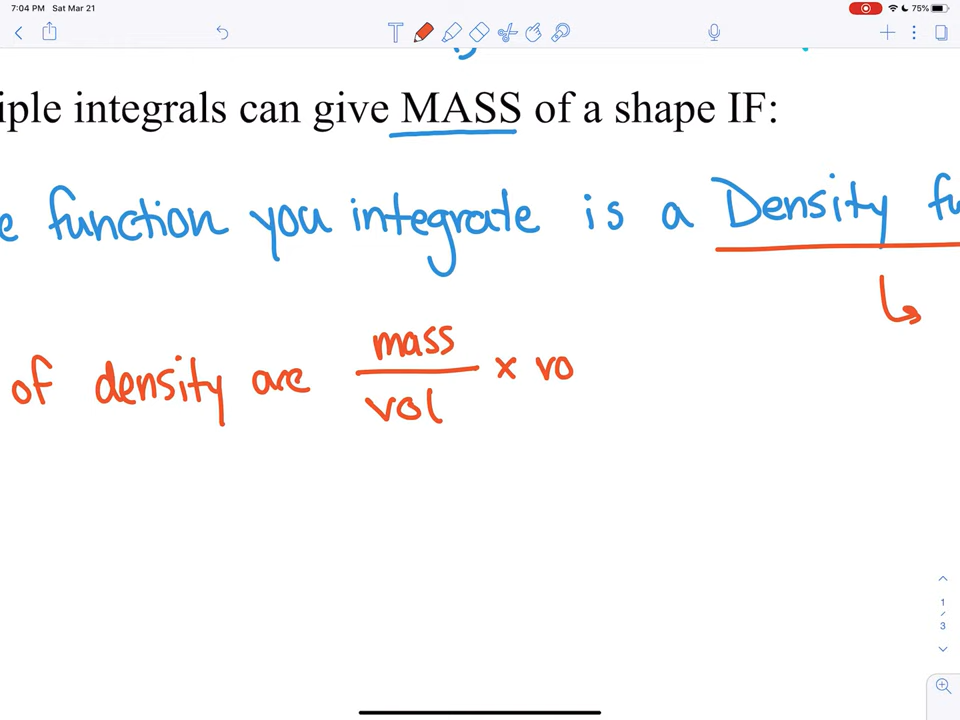 7:04 PM Sat Mar 21 75%
iple integrals can give MASS of a shape IF:
e function you integrate is a Density fu
of density are mass
vol × vo
1
/
3